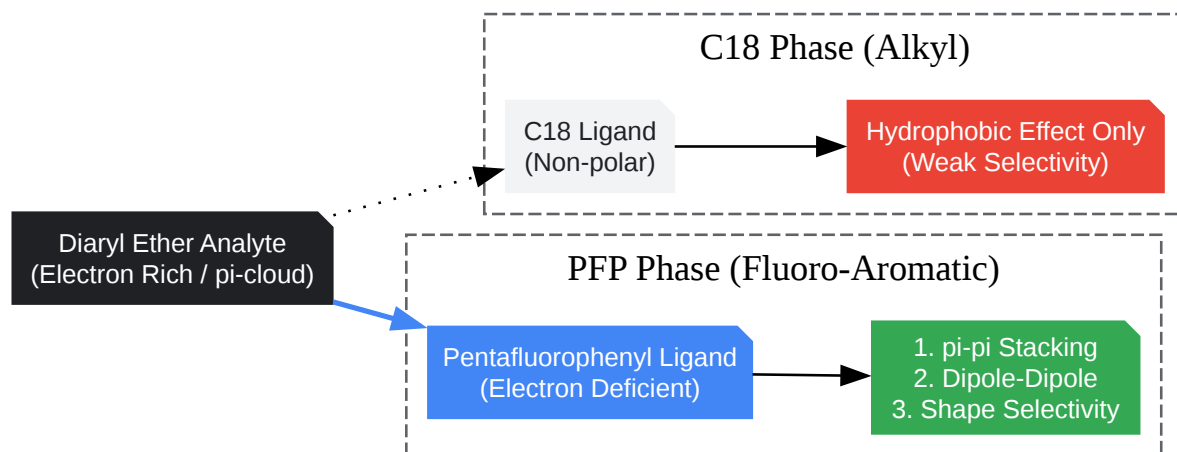 C18 Phase (Alkyl)
C18 Ligand
(Non-polar)
Hydrophobic Effect Only
(Weak Selectivity)
Diaryl Ether Analyte
(Electron Rich / pi-cloud)
PFP Phase (Fluoro-Aromatic)
Pentafluorophenyl Ligand
(Electron Deficient)
1. pi-pi Stacking
2. Dipole-Dipole
3. Shape Selectivity